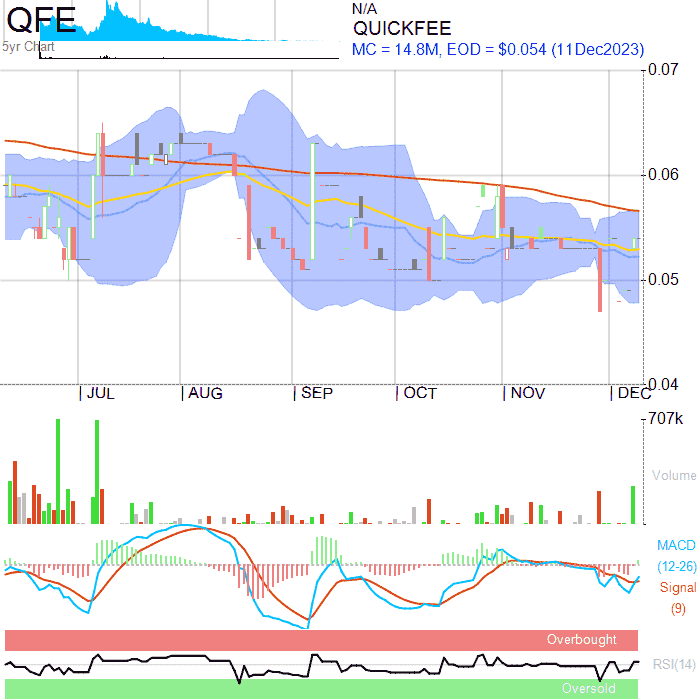 QFE
5yr Chart
N/A
QUICKFEE
MC = 14.8M, EOD = $0.054 (11Dec2023)
0.07
0.06
0.05
0.04
JUL AUG SEP OCT NOV DEC
707k
Volume
MACD
(12-26)
Signal
(9)
Overbought
RSI(14)
Oversold